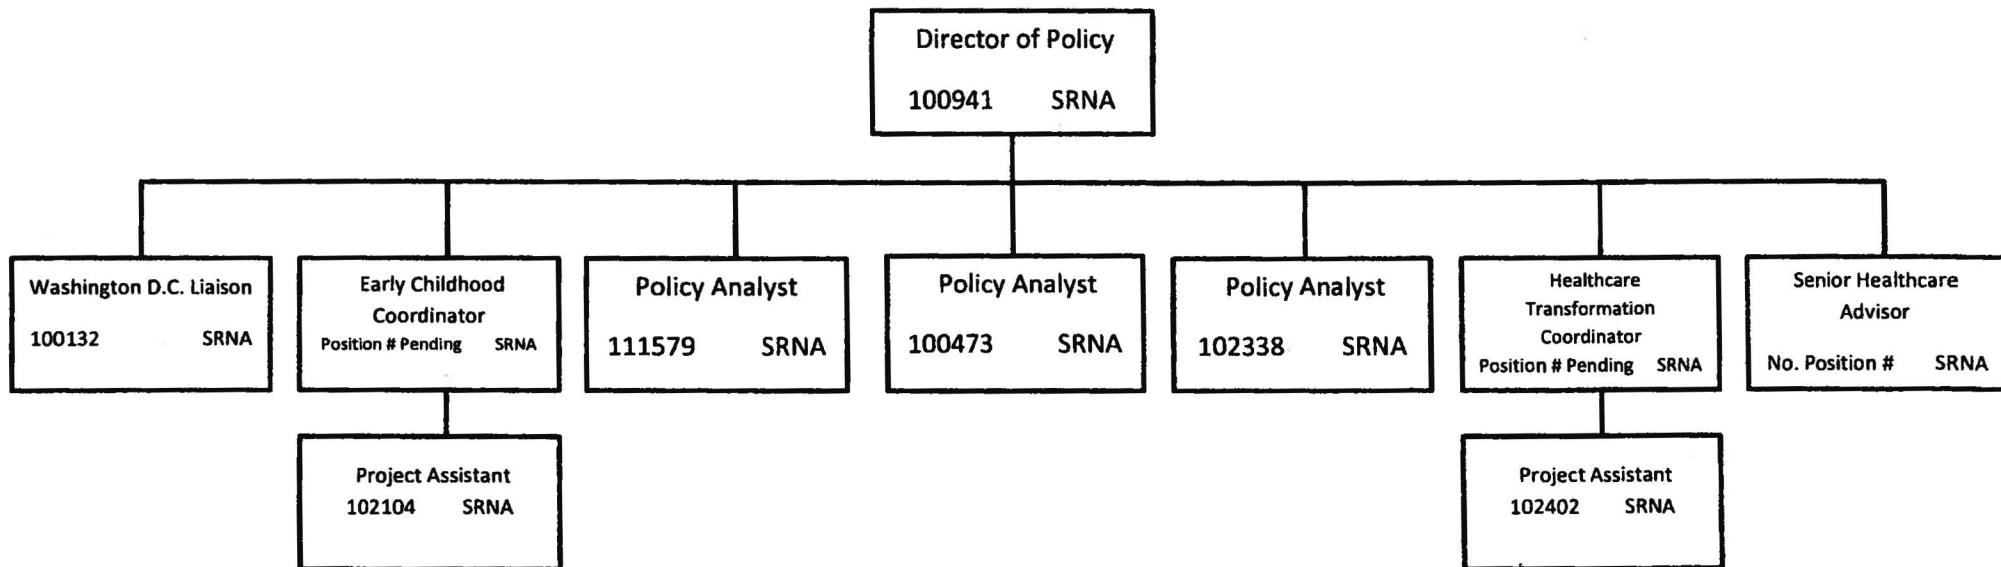 Director of Policy
100941 SRNA
Washington D.C. Liaison
100132 SRNA
Early Childhood
Coordinator
Position # Pending SRNA
Policy Analyst
111579 SRNA
Policy Analyst
100473 SRNA
Policy Analyst
102338 SRNA
Healthcare
Transformation
Coordinator
Position # Pending SRNA
Senior Healthcare
Advisor
No. Position # SRNA
Project Assistant
102104 SRNA
Project Assistant
102402 SRNA